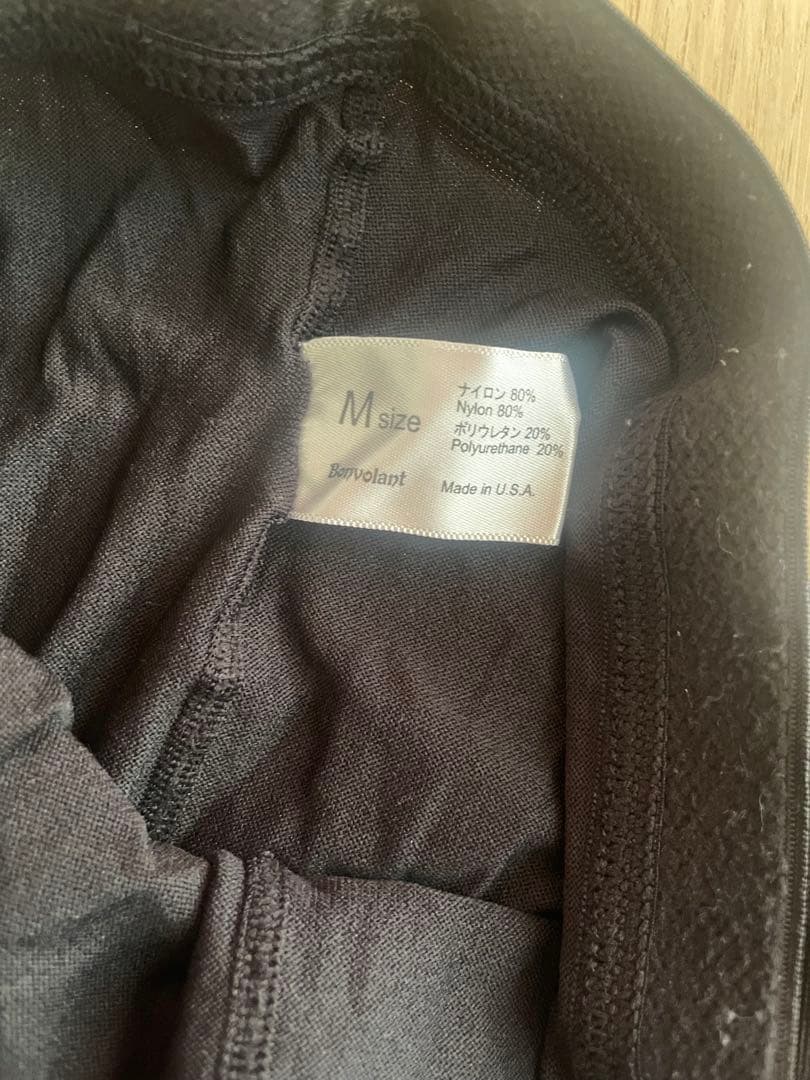 M size
Bonvolant
ナイロン 80%
Nylon 80%
ポリウレタン 20%
Polyurethane 20%
Made in U.S.A.